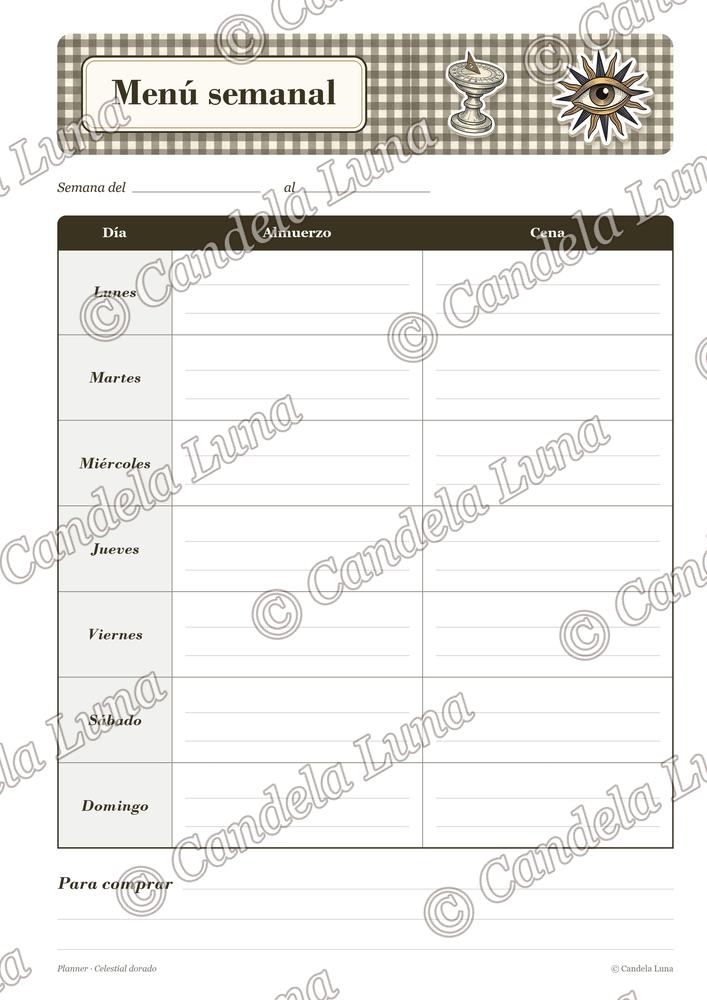 Menú semanal
Semana del al
Día Almuerzo Cena
Lunes
Martes
Miércoles
Jueves
Viernes
Sábado
Domingo
Para comprar
Planner · Celestial dorado © Candela Luna
© Candela Luna